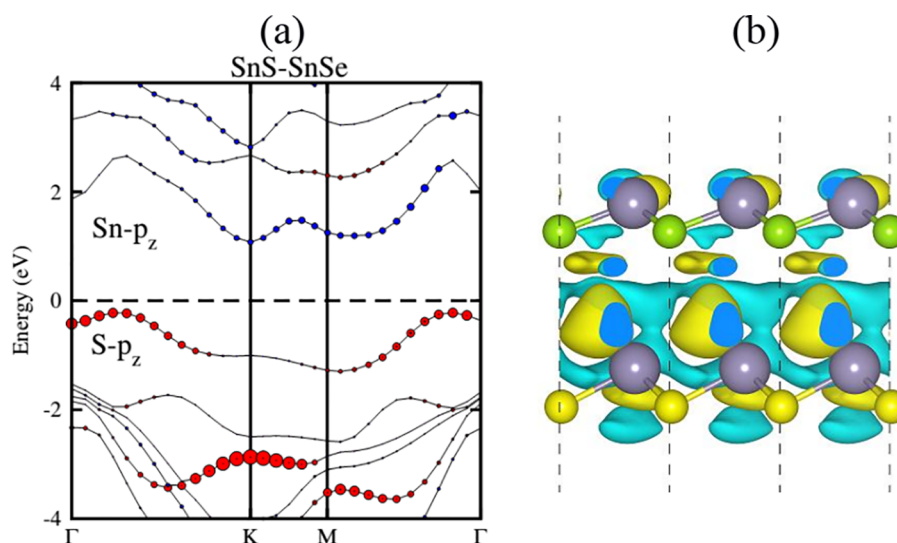 (a)
(b)
SnS-SnSe
4
2
0
-2
-4
Energy (eV)
Sn-pz
S-pz
Γ
K
M
Γ